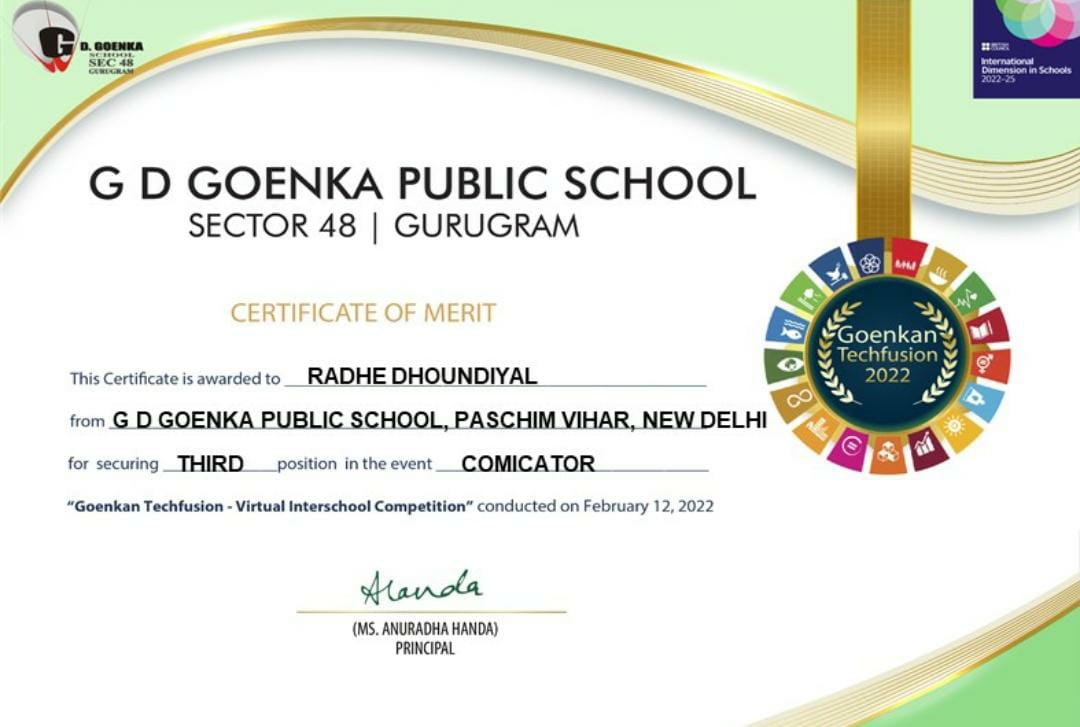 G D. GOENKA
SCHOOL
SEC 48
GURUGRAM
BRITISH COUNCIL
International
Dimension in Schools
2022-25
G D GOENKA PUBLIC SCHOOL
SECTOR 48 | GURUGRAM
CERTIFICATE OF MERIT
This Certificate is awarded to RADHE DHOUNDIYAL
from G D GOENKA PUBLIC SCHOOL, PASCHIM VIHAR, NEW DELHI
for securing THIRD position in the event COMICATOR
“Goenkan Techfusion - Virtual Interschool Competition” conducted on February 12, 2022
Goenkan
Techfusion
2022
AHanda
(MS. ANURADHA HANDA)
PRINCIPAL